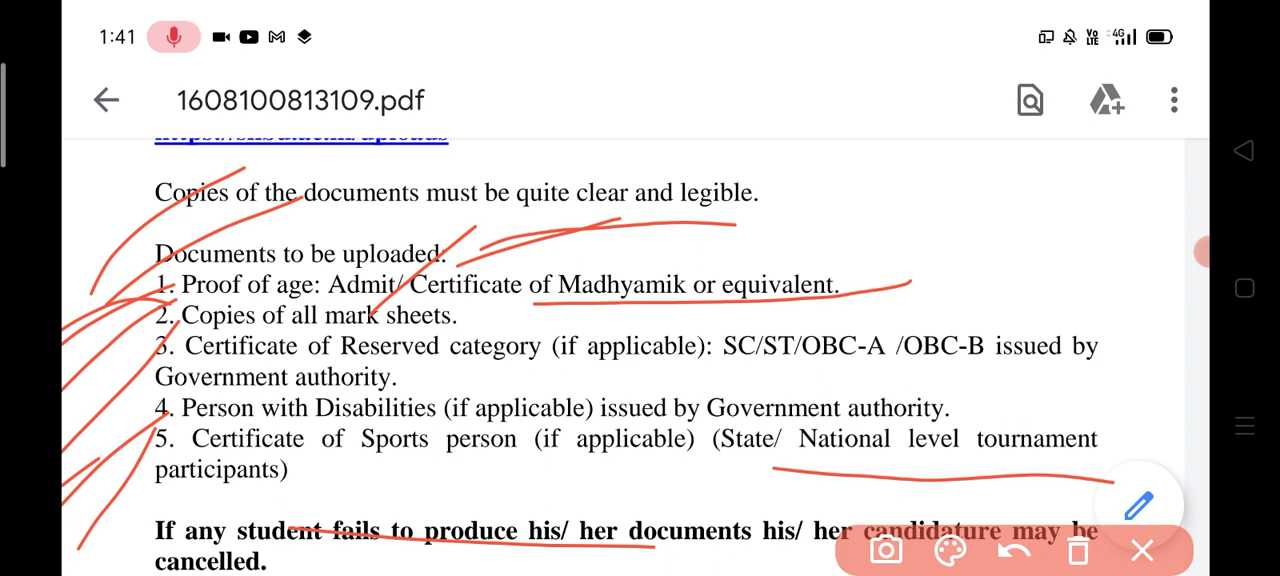 1:41
VoLTE 4G
1608100813109.pdf
Copies of the documents must be quite clear and legible.
Documents to be uploaded:
1. Proof of age: Admit/ Certificate of Madhyamik or equivalent.
2. Copies of all mark sheets.
3. Certificate of Reserved category (if applicable): SC/ST/OBC-A /OBC-B issued by
Government authority.
4. Person with Disabilities (if applicable) issued by Government authority.
5. Certificate of Sports person (if applicable) (State/ National level tournament
participants)
If any student fails to produce his/ her documents his/ her candidature may be
cancelled.